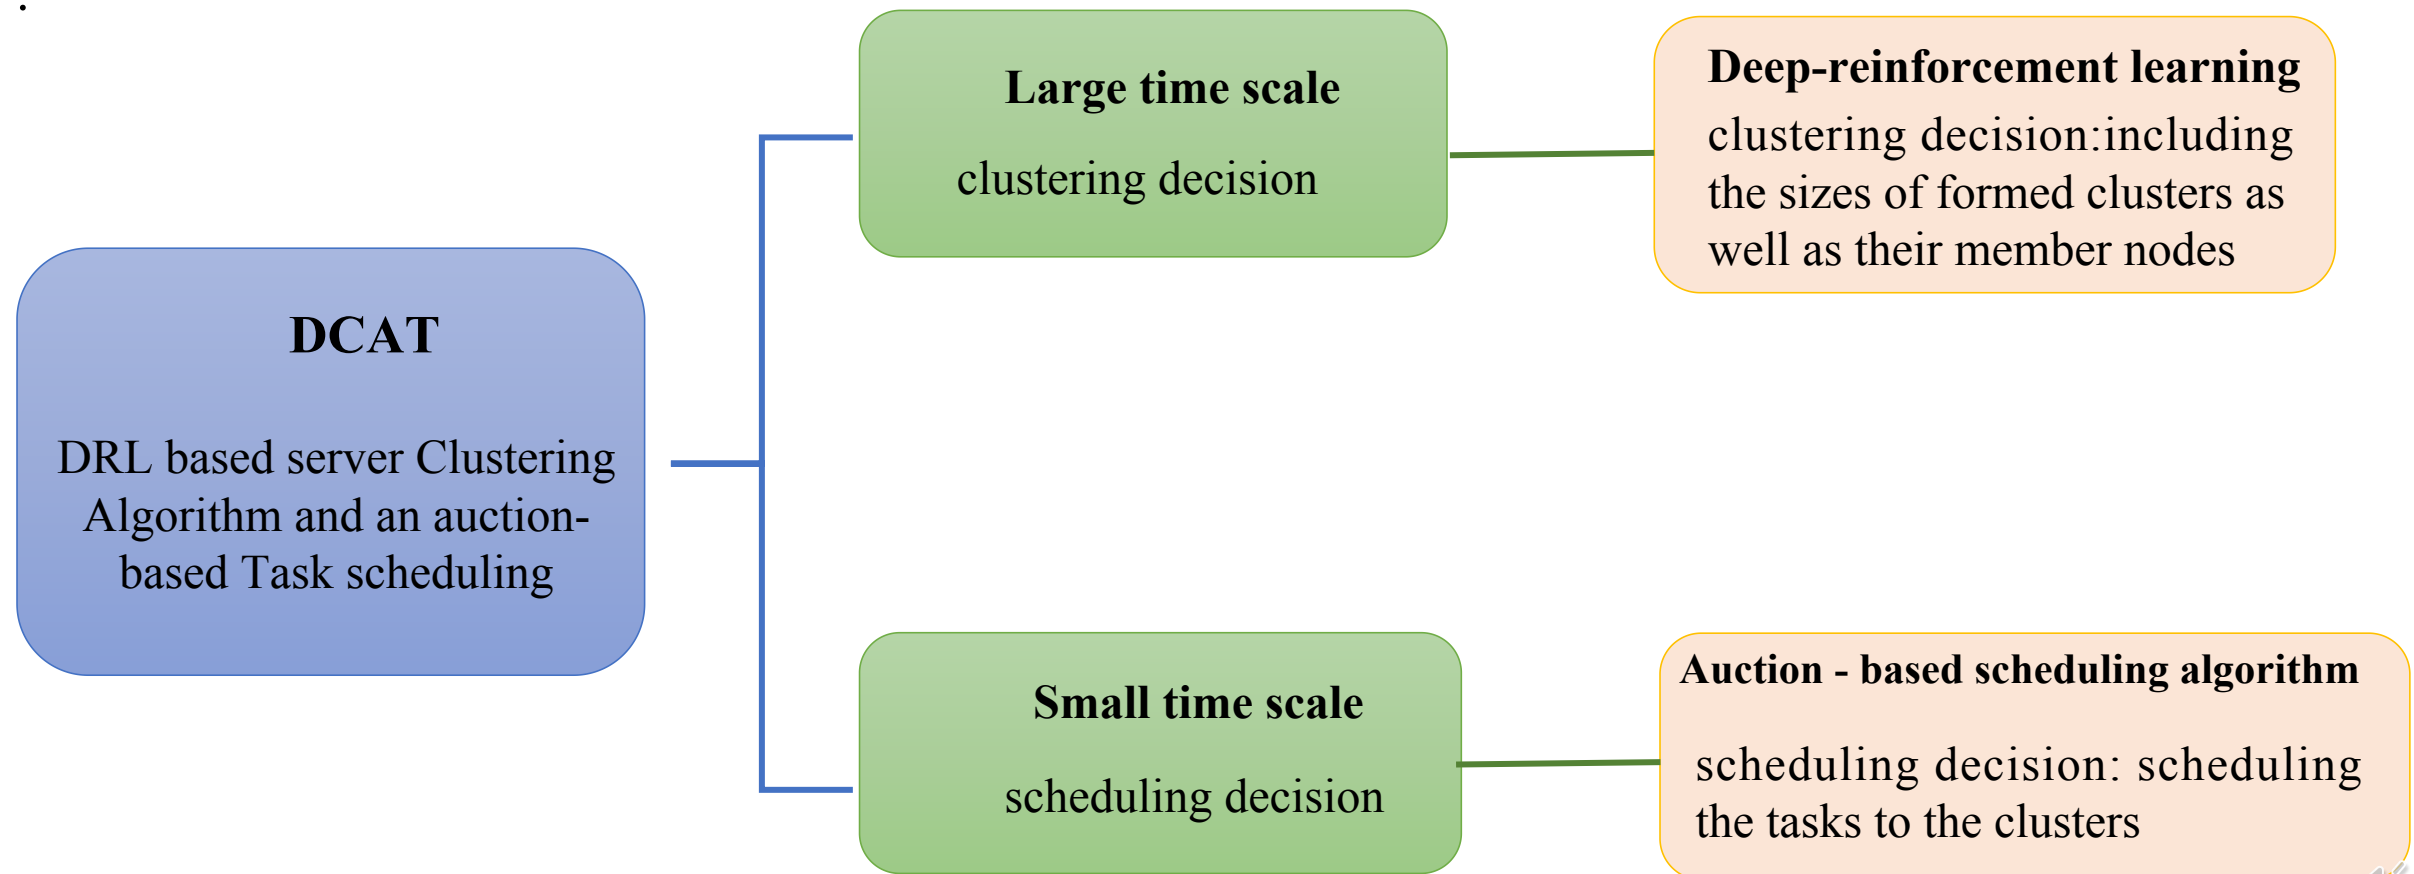 .
DCAT
DRL based server Clustering
Algorithm and an auction-
based Task scheduling
Large time scale
clustering decision
Deep-reinforcement learning
clustering decision:including
the sizes of formed clusters as
well as their member nodes
Small time scale
scheduling decision
Auction - based scheduling algorithm
scheduling decision: scheduling
the tasks to the clusters